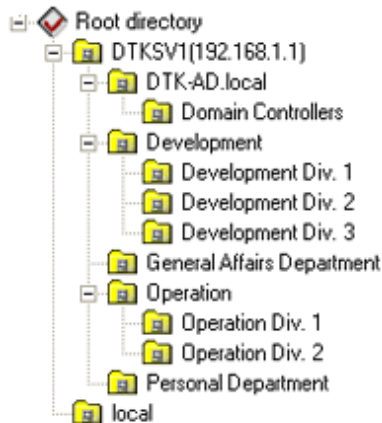 Root directory
DTKSV1(192.168.1.1)
DTK-AD.local
Domain Controllers
Development
Development Div. 1
Development Div. 2
Development Div. 3
General Affairs Department
Operation
Operation Div. 1
Operation Div. 2
Personal Department
local